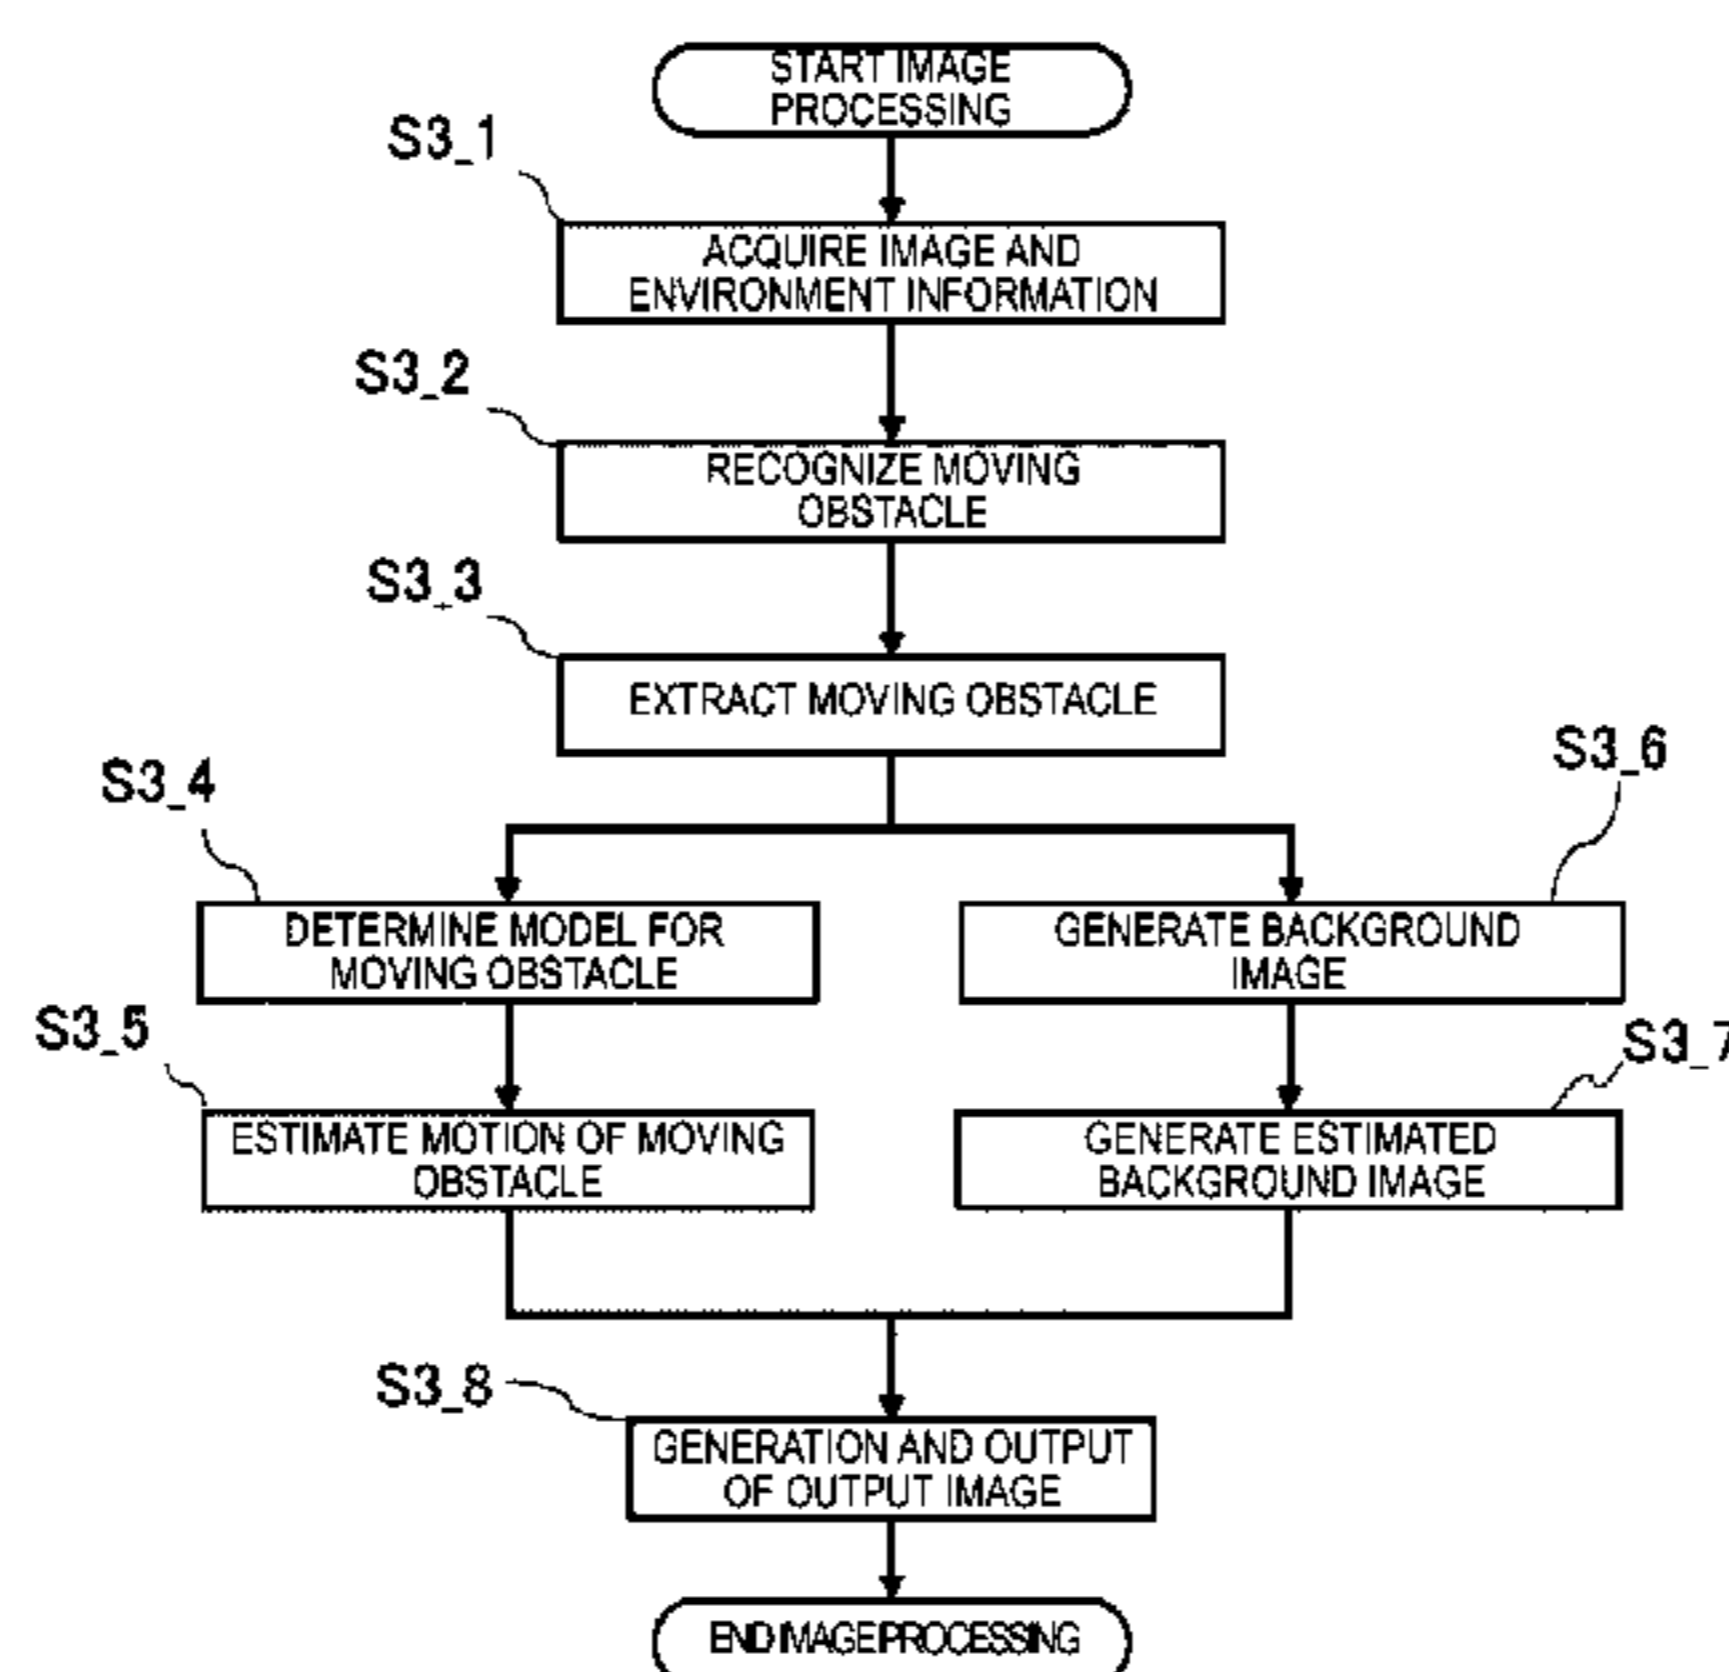 START IMAGE
PROCESSING
S3_1
ACQUIRE IMAGE AND
ENVIRONMENT INFORMATION
S3_2
RECOGNIZE MOVING
OBSTACLE
S3_3
EXTRACT MOVING OBSTACLE
S3_4
DETERMINE MODEL FOR
MOVING OBSTACLE
S3_6
GENERATE BACKGROUND
IMAGE
S3_5
ESTIMATE MOTION OF MOVING
OBSTACLE
S3_7
GENERATE ESTIMATED
BACKGROUND IMAGE
S3_8
GENERATION AND OUTPUT
OF OUTPUT IMAGE
END IMAGE PROCESSING